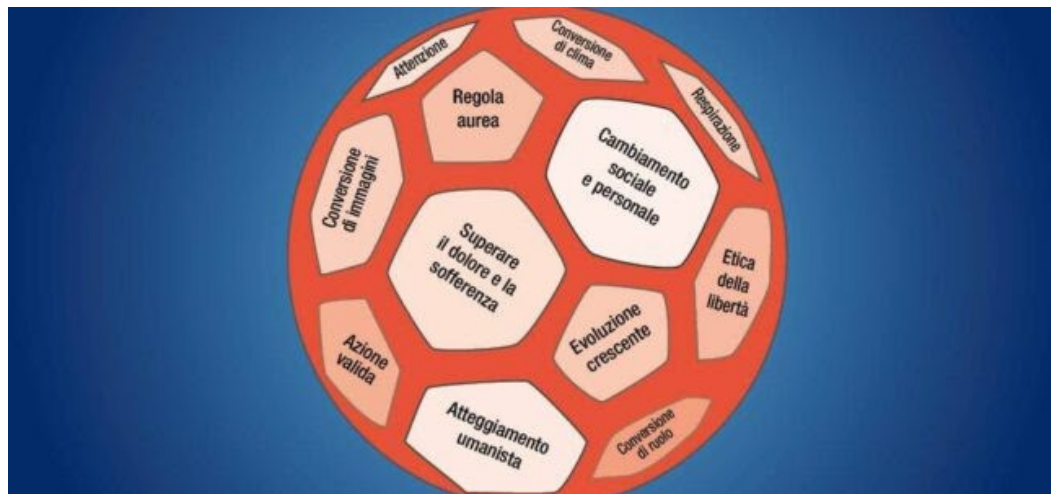 Attenzione
Conversione
di clima
Regola
aurea
Respirazione
Cambiamento
sociale
e personale
Conversione
di immagini
Superare
il dolore e la
sofferenza
Etica
della
libertà
Evoluzione
crescente
Azione
valida
Atteggiamento
umanista
Conversione
di ruolo